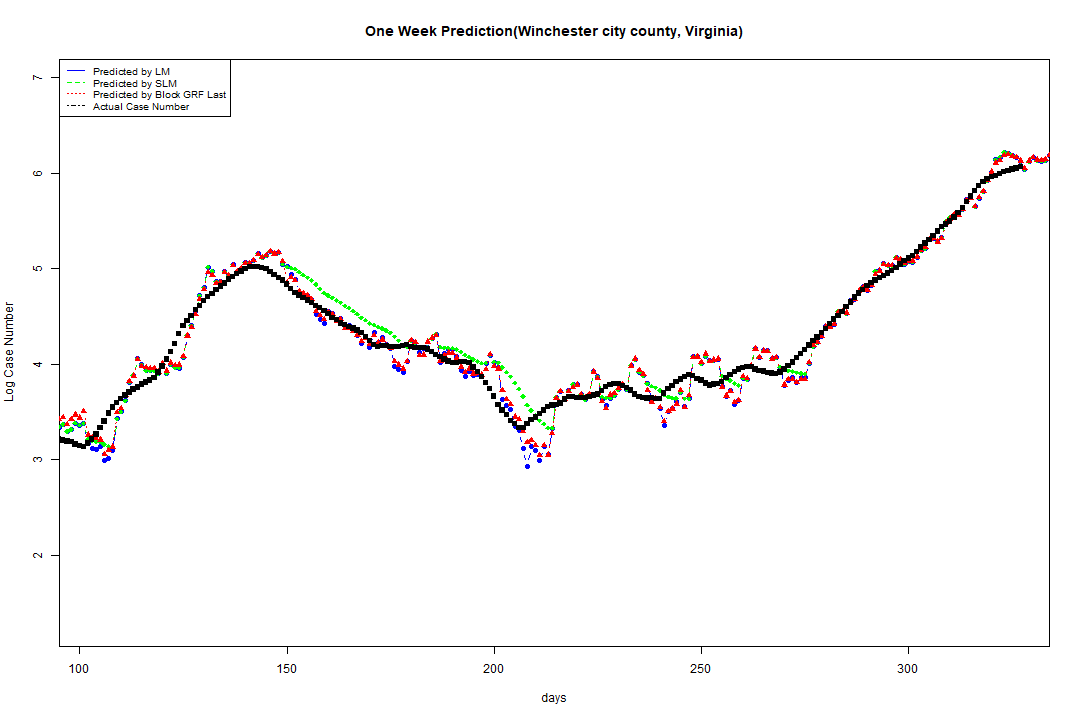 One Week Prediction(Winchester city county, Virginia)
Predicted by LM
Predicted by SLM
Predicted by Block GRF Last
Actual Case Number
7
6
5
4
3
2
Log Case Number
100 150 200 250 300
days